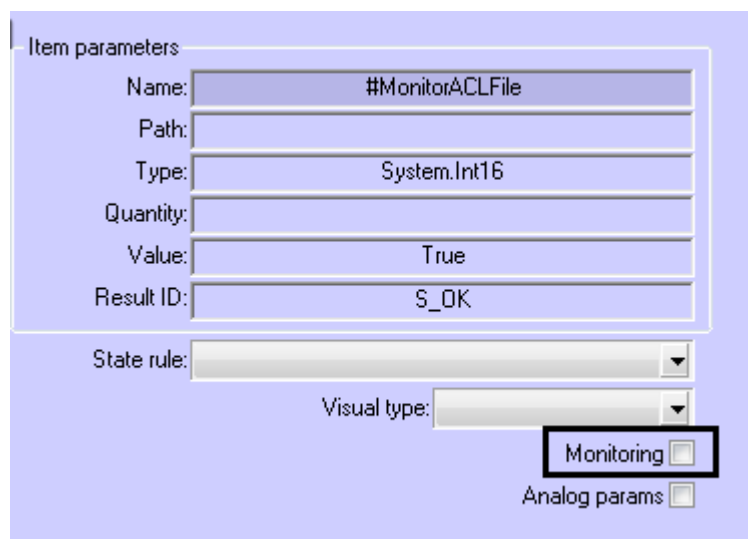 Item parameters
Name: #MonitorACLFile
Path:
Type: System.Int16
Quantity:
Value: True
Result ID: S_OK
State rule:
Visual type:
Monitoring
Analog params